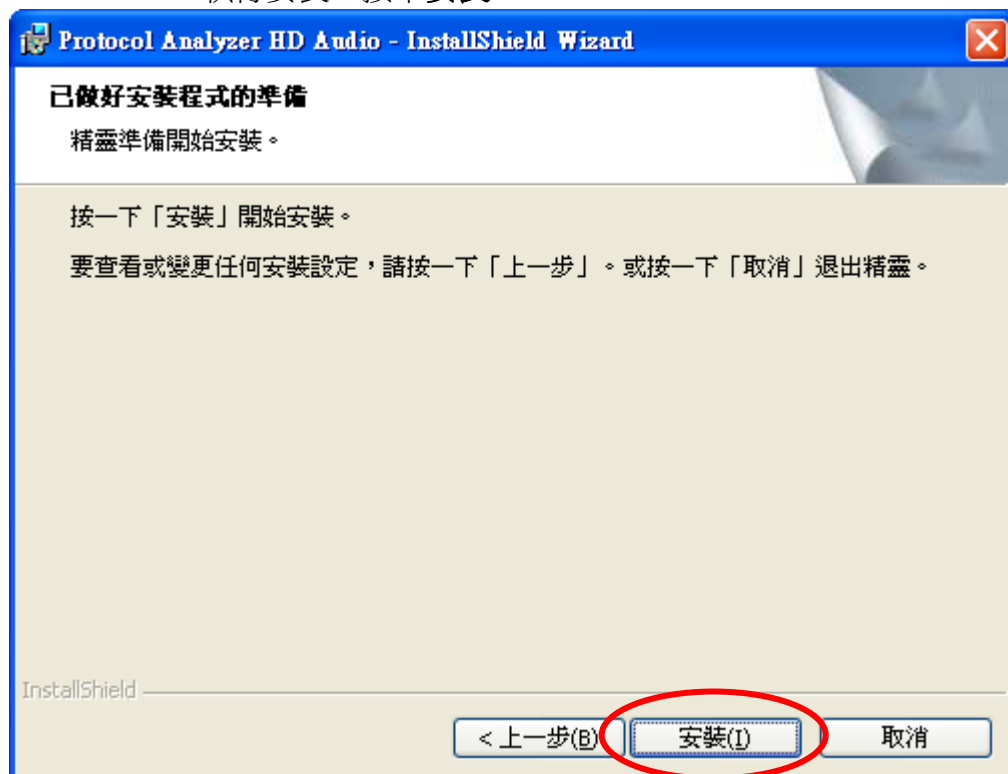 Protocol Analyzer HD Audio - InstallShield Wizard
已做好安裝程式的準備
精靈準備開始安裝。
按一下「安裝」開始安裝。
要查看或變更任何安裝設定，請按一下「上一步」。或按一下「取消」退出精靈。
InstallShield
< 上一步(B) 安裝(I) 取消